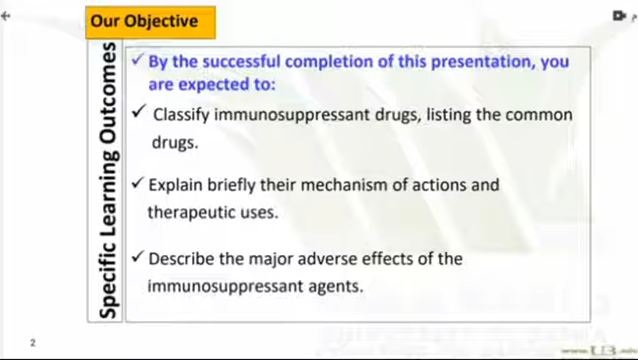 Our Objective
Specific Learning Outcomes
✓ By the successful completion of this presentation, you
are expected to:
✓ Classify immunosuppressant drugs, listing the common
drugs.
✓ Explain briefly their mechanism of actions and
therapeutic uses.
✓ Describe the major adverse effects of the
immunosuppressant agents.
2